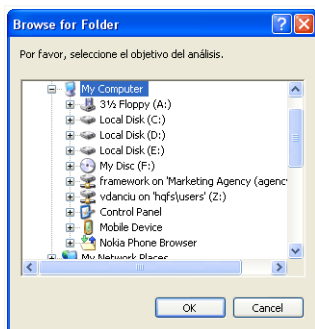 Browse for Folder
Por favor, seleccione el objetivo del análisis.
My Computer
3½ Floppy (A:)
Local Disk (C:)
Local Disk (D:)
Local Disk (E:)
My Disc (F:)
framework on 'Marketing Agency (agenc
vdanciu on 'hqfs\users' (Z:)
Control Panel
Mobile Device
Nokia Phone Browser
My Network Places
OK
Cancel